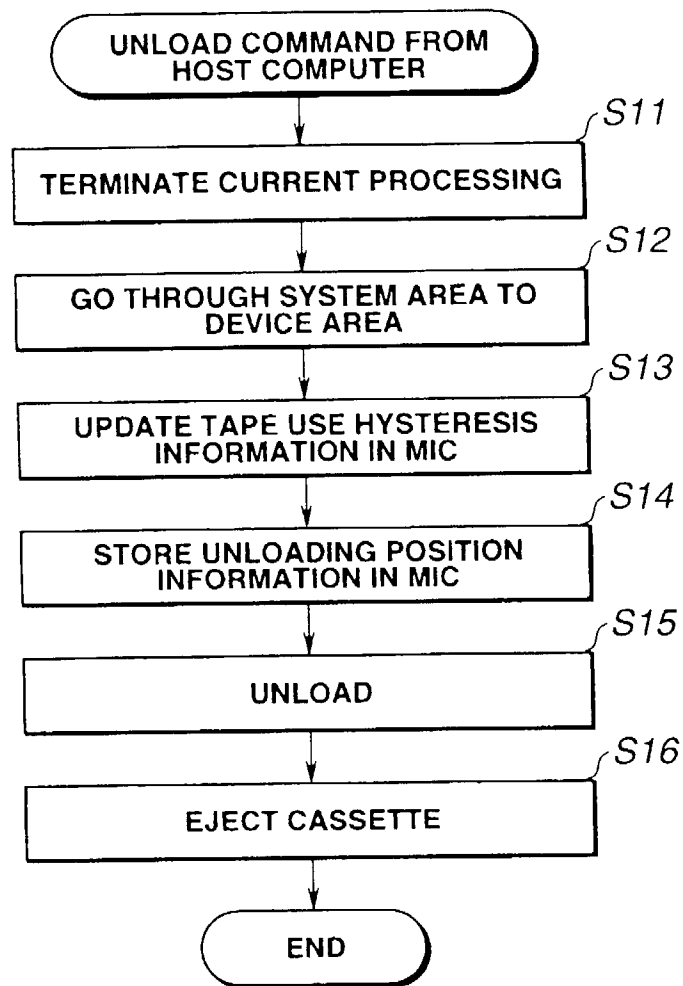 UNLOAD COMMAND FROM
HOST COMPUTER
S11
TERMINATE CURRENT PROCESSING
S12
GO THROUGH SYSTEM AREA TO
DEVICE AREA
S13
UPDATE TAPE USE HYSTERESIS
INFORMATION IN MIC
S14
STORE UNLOADING POSITION
INFORMATION IN MIC
S15
UNLOAD
S16
EJECT CASSETTE
END